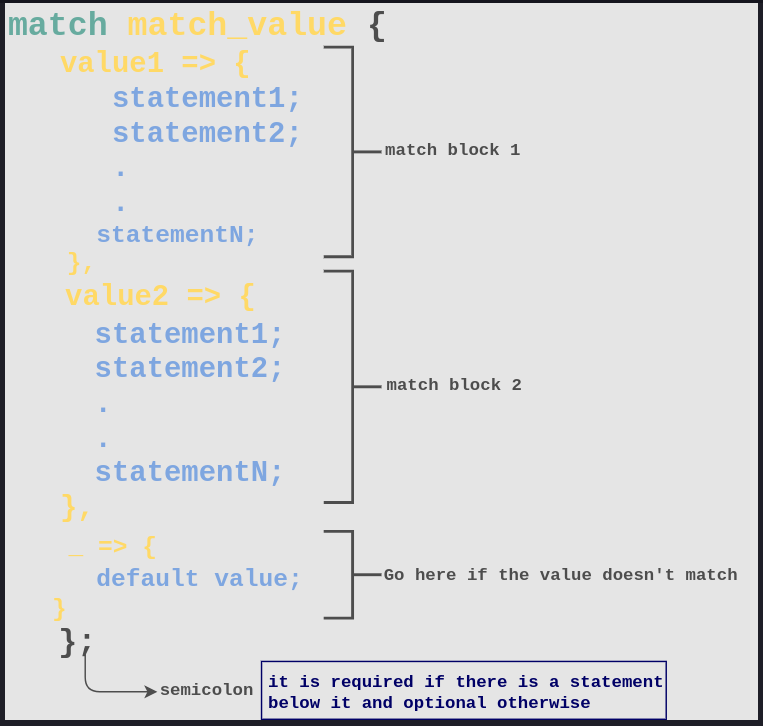 match match_value {
value1 => {
statement1;
statement2;
.
.
statementN;
},
match block 1
value2 => {
statement1;
statement2;
.
.
statementN;
},
match block 2
_ => {
default value;
}
Go here if the value doesn't match
};
semicolon
it is required if there is a statement
below it and optional otherwise